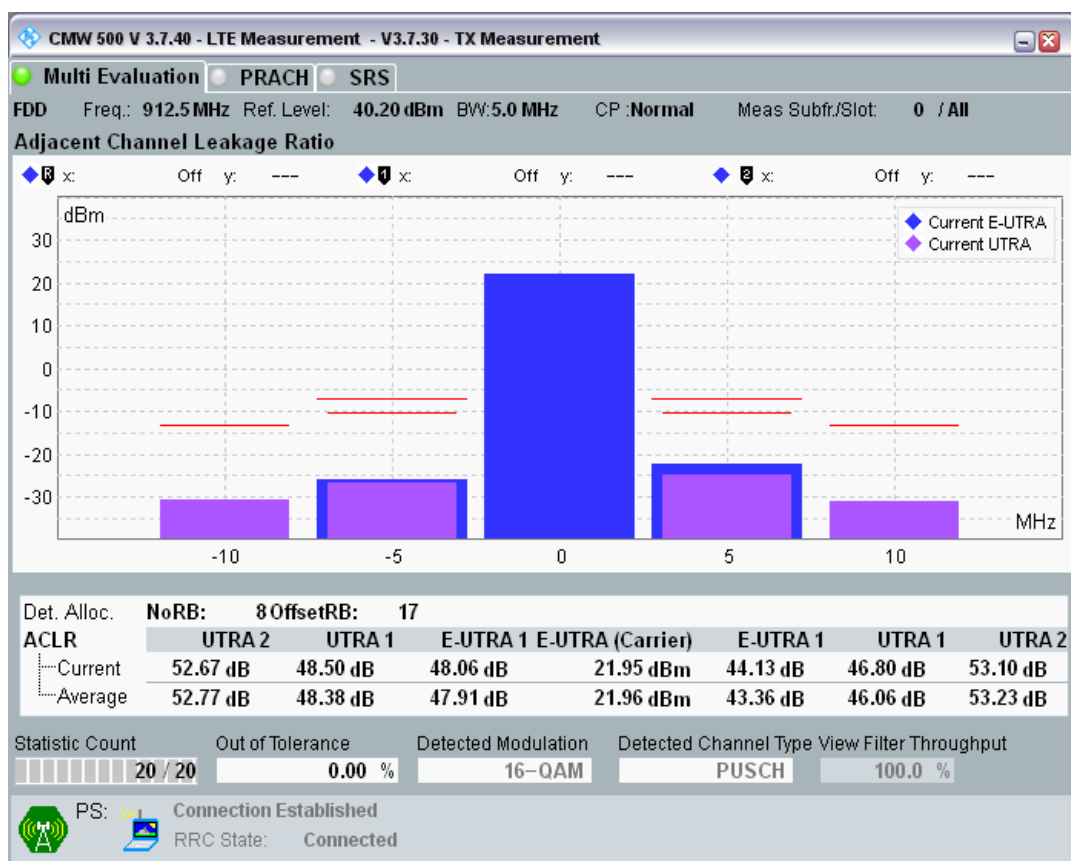 CMW 500 V 3.7.40 - LTE Measurement - V3.7.30 - TX Measurement
Multi Evaluation PRACH SRS
FDD Freq.: 912.5 MHz Ref. Level: 40.20 dBm BW:5.0 MHz CP :Normal Meas Subfr./Slot: 0 / All
Adjacent Channel Leakage Ratio
R x: Off y: --- 1 x: Off y: --- 2 x: Off y: ---
dBm
Current E-UTRA
Current UTRA
30
20
10
0
-10
-20
-30
MHz
-10 -5 0 5 10
Det. Alloc. NoRB: 8 OffsetRB: 17
ACLR UTRA 2 UTRA 1 E-UTRA 1 E-UTRA (Carrier) E-UTRA 1 UTRA 1 UTRA 2
Current 52.67 dB 48.50 dB 48.06 dB 21.95 dBm 44.13 dB 46.80 dB 53.10 dB
Average 52.77 dB 48.38 dB 47.91 dB 21.96 dBm 43.36 dB 46.06 dB 53.23 dB
Statistic Count Out of Tolerance Detected Modulation Detected Channel Type View Filter Throughput
20 / 20 0.00 % 16-QAM PUSCH 100.0 %
PS: Connection Established
RRC State: Connected